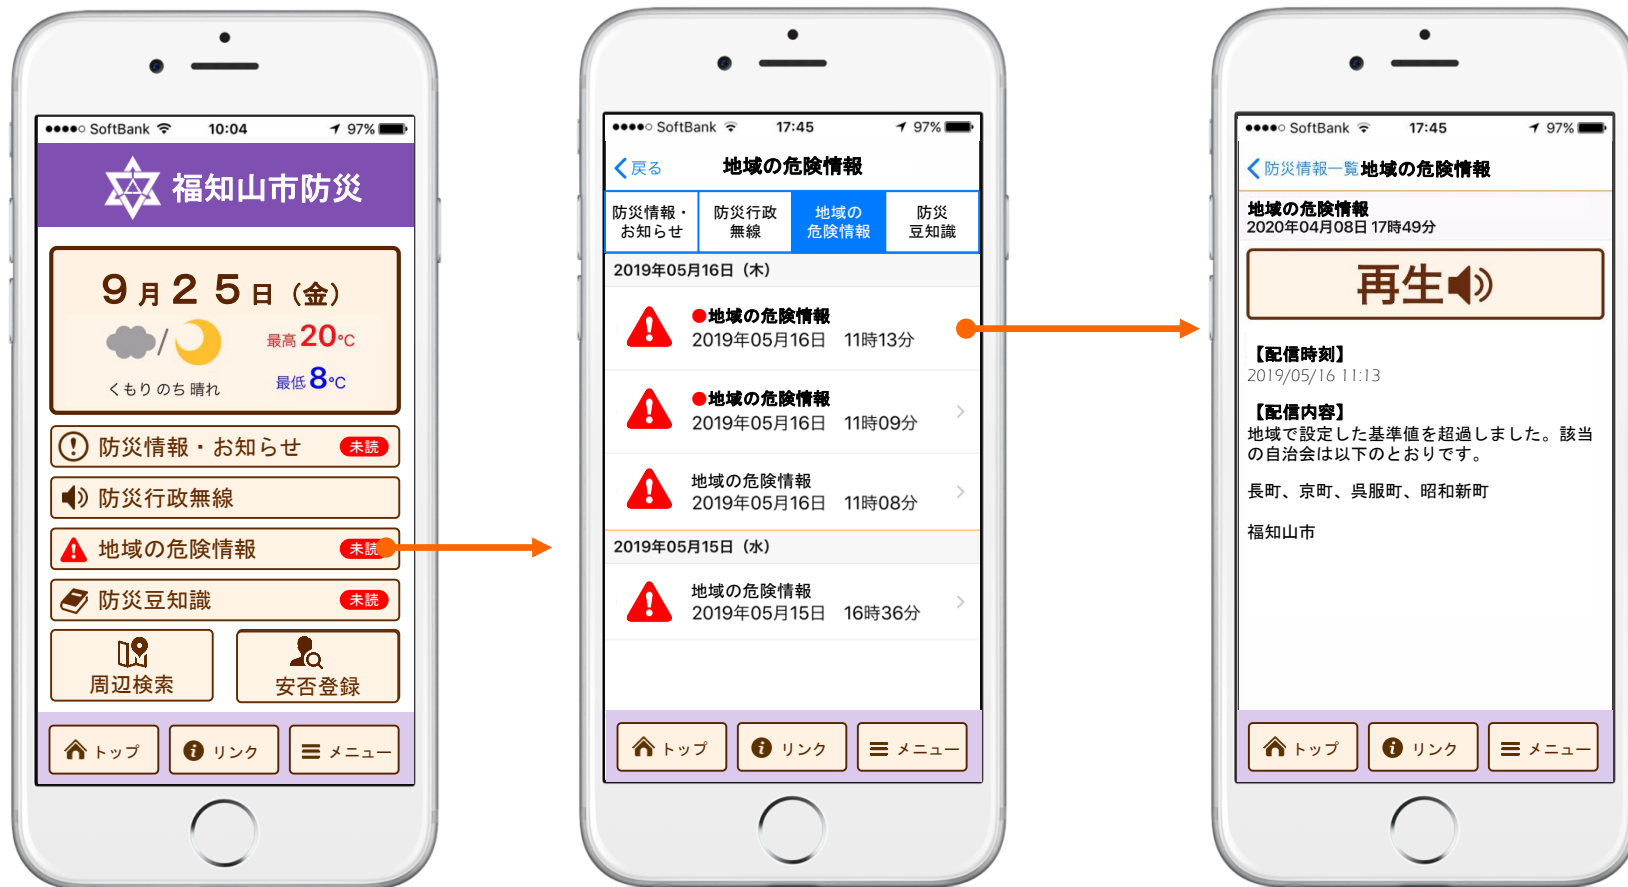 SoftBank 10:04 97%
福知山市防災
9月25日（金）
最高20°C
最低8°C
くもり のち 晴れ
防災情報・お知らせ 未読
防災行政無線
地域の危険情報 未読
防災豆知識 未読
周辺検索
安否登録
トップ
リンク
メニュー
SoftBank 17:45 97%
戻る 地域の危険情報
防災情報・
お知らせ
防災行政
無線
地域の
危険情報
防災
豆知識
2019年05月16日（木）
●地域の危険情報
2019年05月16日 11時13分
●地域の危険情報
2019年05月16日 11時09分
地域の危険情報
2019年05月16日 11時08分
2019年05月15日（水）
地域の危険情報
2019年05月15日 16時36分
トップ
リンク
メニュー
SoftBank 17:45 97%
防災情報一覧 地域の危険情報
地域の危険情報
2020年04月08日 17時49分
再生
【配信時刻】
2019/05/16 11:13
【配信内容】
地域で設定した基準値を超過しました。該当
の自治会は以下のとおりです。
長町、京町、呉服町、昭和新町
福知山市
トップ
リンク
メニュー